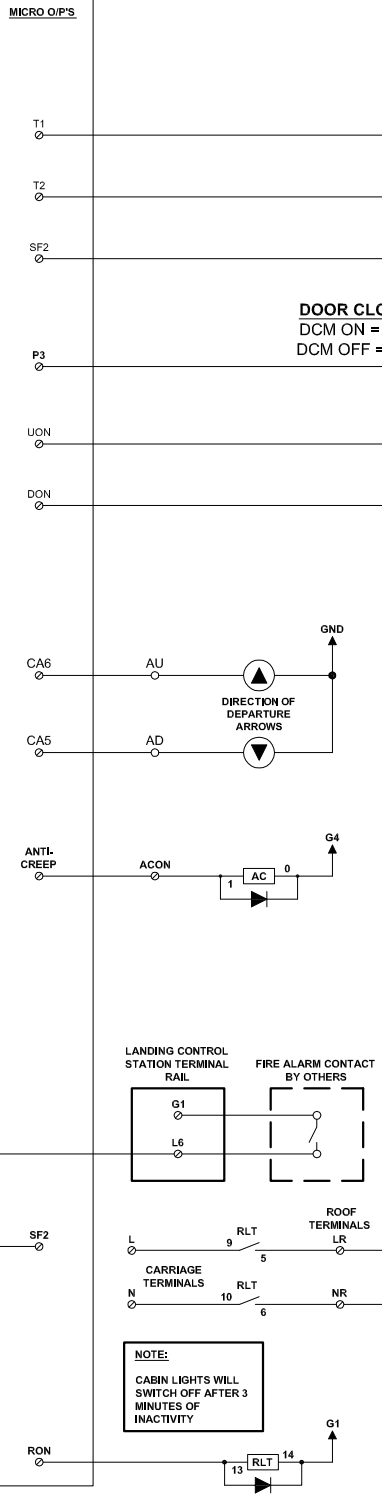 MICRO O/P'S
T1
T2
SF2
DOOR CLO
DCM ON =
DCM OFF =
P3
UON
DON
GND
CA6
AU
DIRECTION OF
DEPARTURE
ARROWS
CA5
AD
ANTI-
CREEP
ACON
1
AC
0
G4
LANDING CONTROL
STATION TERMINAL
RAIL
FIRE ALARM CONTACT
BY OTHERS
G1
L6
SF2
L
9
RLT
5
ROOF
TERMINALS
LR
CARRIAGE
TERMINALS
N
10
RLT
6
NR
NOTE:
CABIN LIGHTS WILL
SWITCH OFF AFTER 3
MINUTES OF
INACTIVITY
RON
13
RLT
14
G1